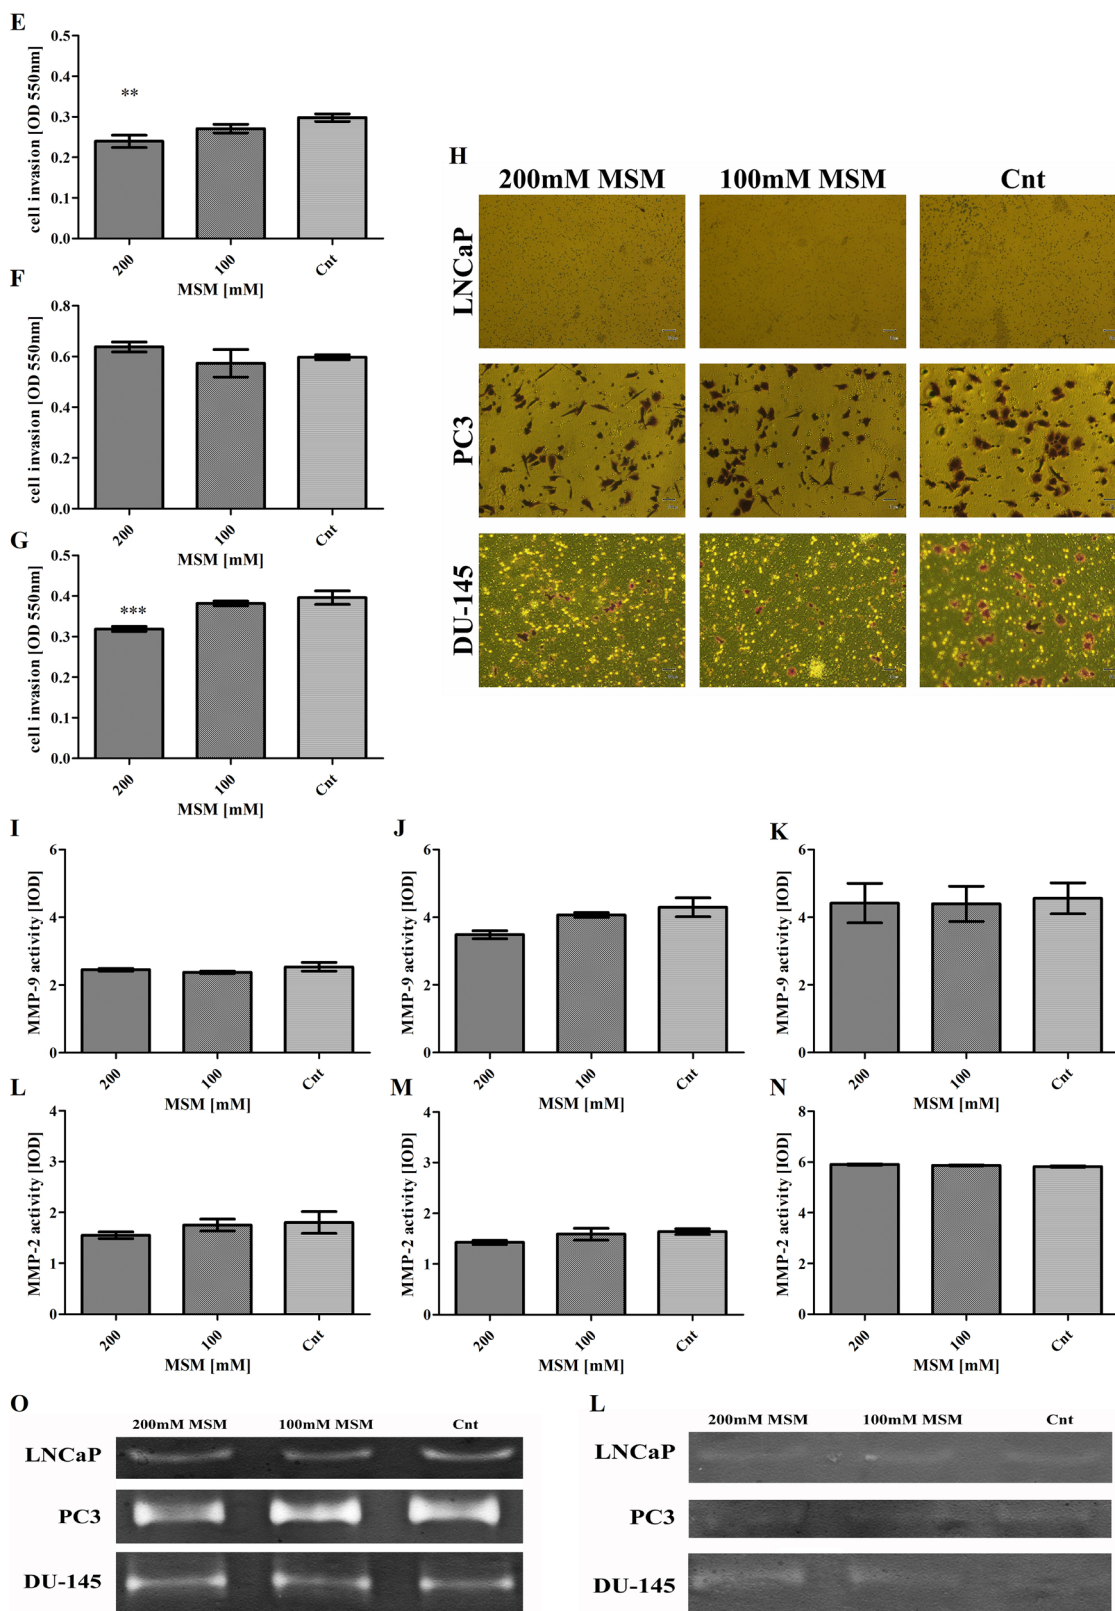 E
cell invasion [OD 550nm]
0.5
0.4
0.3
0.2
0.1
0.0
**
200
100
Cnt
MSM [mM]
F
cell invasion [OD 550nm]
0.8
0.6
0.4
0.2
0.0
200
100
Cnt
MSM [mM]
G
cell invasion [OD 550nm]
0.5
0.4
0.3
0.2
0.1
0.0
***
200
100
Cnt
MSM [mM]
H
200mM MSM
100mM MSM
Cnt
LNCaP
PC3
DU-145
I
MMP-9 activity [IOD]
6
4
2
0
200
100
Cnt
MSM [mM]
J
MMP-9 activity [IOD]
6
4
2
0
200
100
Cnt
MSM [mM]
K
MMP-9 activity [IOD]
6
4
2
0
200
100
Cnt
MSM [mM]
L
MMP-2 activity [IOD]
4
3
2
1
0
200
100
Cnt
MSM [mM]
M
MMP-2 activity [IOD]
4
3
2
1
0
200
100
Cnt
MSM [mM]
N
MMP-2 activity [IOD]
8
6
4
2
0
200
100
Cnt
MSM [mM]
O
200mM MSM
100mM MSM
Cnt
LNCaP
PC3
DU-145
L
200mM MSM
100mM MSM
Cnt
LNCaP
PC3
DU-145